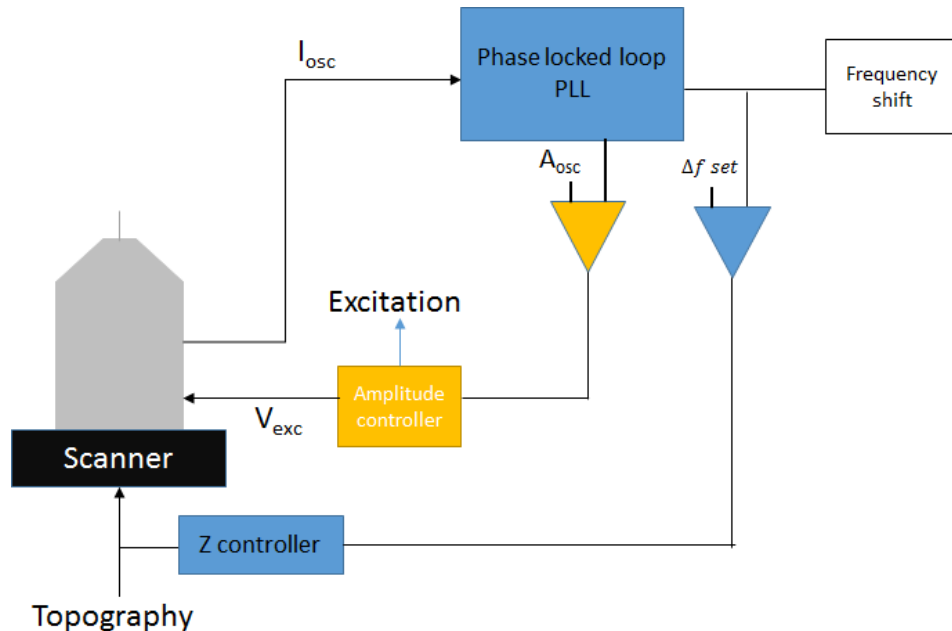 I_osc
Phase locked loop
PLL
Frequency
shift
A_osc
Δf set
Excitation
Amplitude
controller
V_exc
Scanner
Z controller
Topography